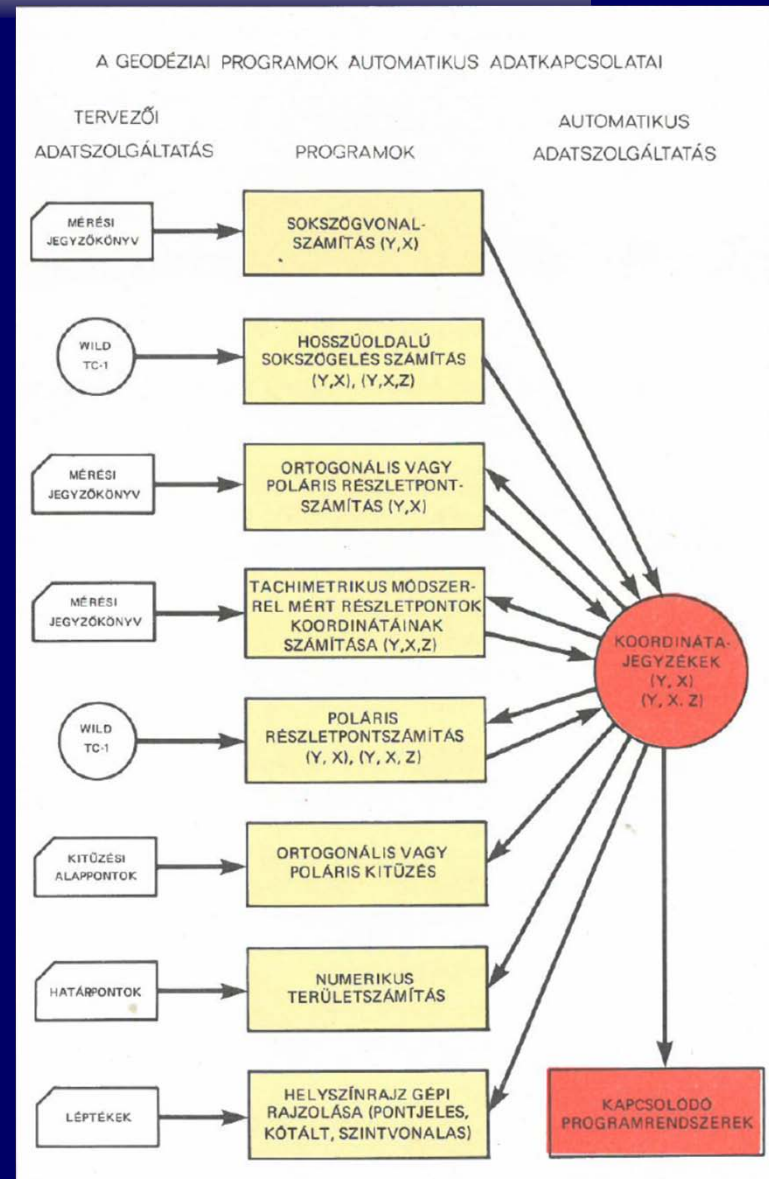 A GEODÉZIAI PROGRAMOK AUTOMATIKUS ADATKAPCSOLATAI
TERVEZŐI
ADATSZOLGÁLTATÁS
PROGRAMOK
AUTOMATIKUS
ADATSZOLGÁLTATÁS
MÉRÉSI
JEGYZŐKÖNYV
SOKSZÖGVONAL-
SZÁMÍTÁS (Y,X)
WILD
TC-1
HOSSZÚOLDALÚ
SOKSZÖGELÉS SZÁMÍTÁS
(Y,X), (Y,X,Z)
MÉRÉSI
JEGYZŐKÖNYV
ORTOGONÁLIS VAGY
POLÁRIS RÉSZLETPONT-
SZÁMÍTÁS (Y,X)
MÉRÉSI
JEGYZŐKÖNYV
TACHIMETRIKUS MÓDSZER-
REL MÉRT RÉSZLETPONTOK
KOORDINÁTÁINAK
SZÁMÍTÁSA (Y,X,Z)
KOORDINÁTA-
JEGYZÉKEK
(Y, X)
(Y, X. Z)
WILD
TC-1
POLÁRIS
RÉSZLETPONTSZÁMÍTÁS
(Y, X), (Y, X, Z)
KITŰZÉSI
ALAPPONTOK
ORTOGONÁLIS VAGY
POLÁRIS KITŰZÉS
HATÁRPONTOK
NUMERIKUS
TERÜLETSZÁMÍTÁS
LÉPTÉKEK
HELYSZÍNRAJZ GÉPI
RAJZOLÁSA (PONTJELES,
KÓTÁLT, SZINTVONALAS)
KAPCSOLÓDÓ
PROGRAMRENDSZEREK